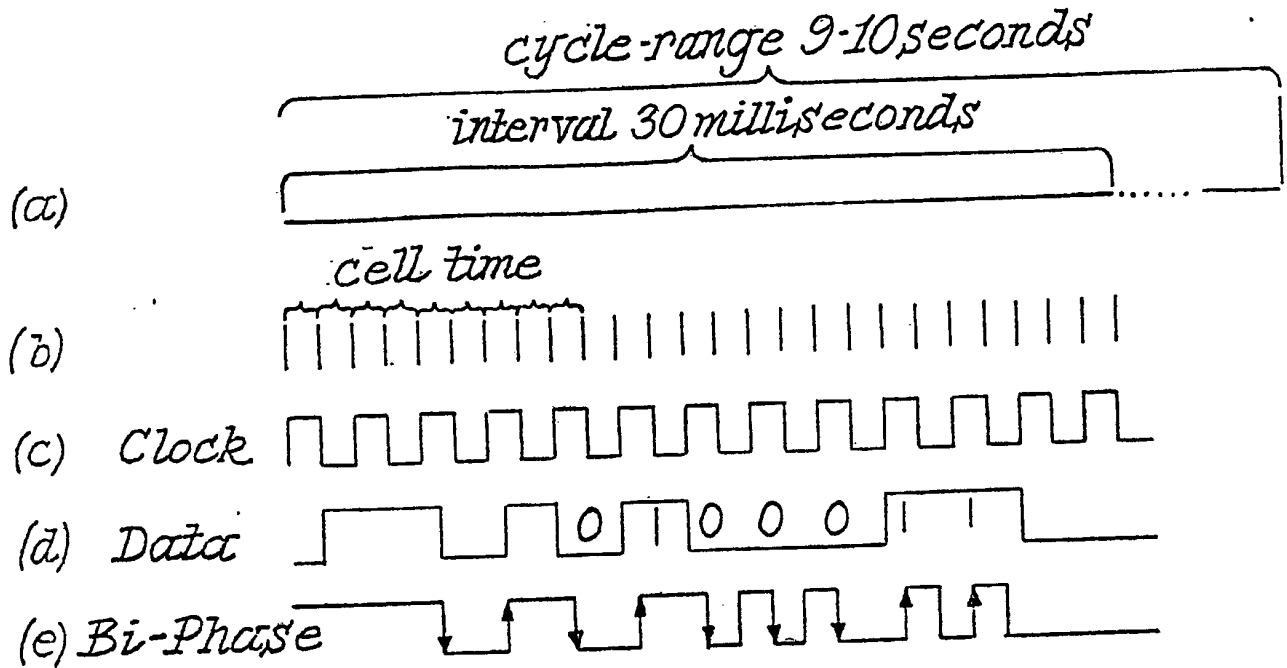 cycle-range 9-10 seconds
interval 30 milliseconds
(a)
cell time
(b)
(c) Clock
(d) Data 0 1 0 0 0 1 1
(e) Bi-Phase